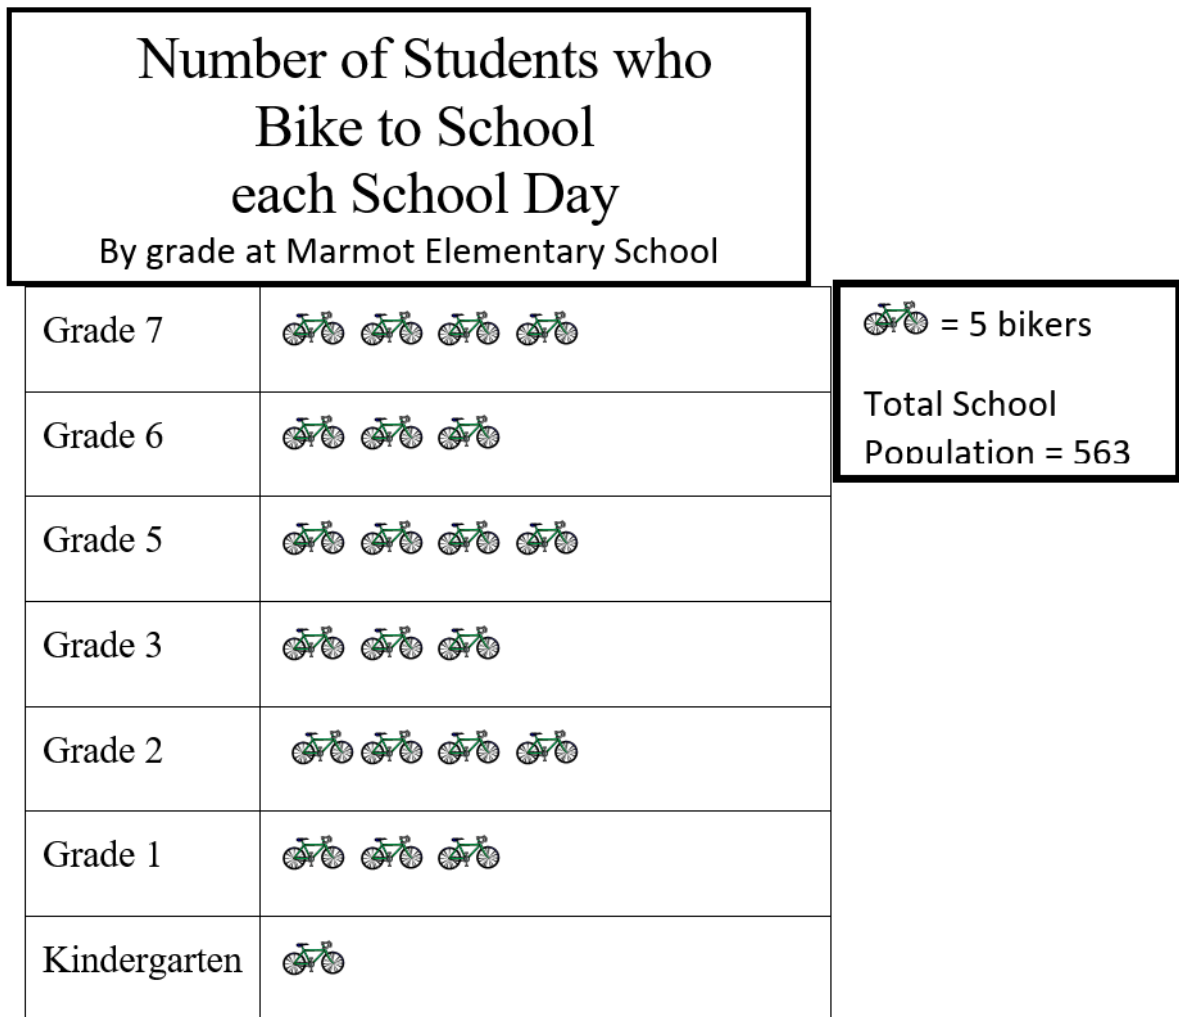 Number of Students who
Bike to School
each School Day
By grade at Marmot Elementary School
Grade 7
= 5 bikers
Total School
Population = 563
Grade 6
Grade 5
Grade 3
Grade 2
Grade 1
Kindergarten